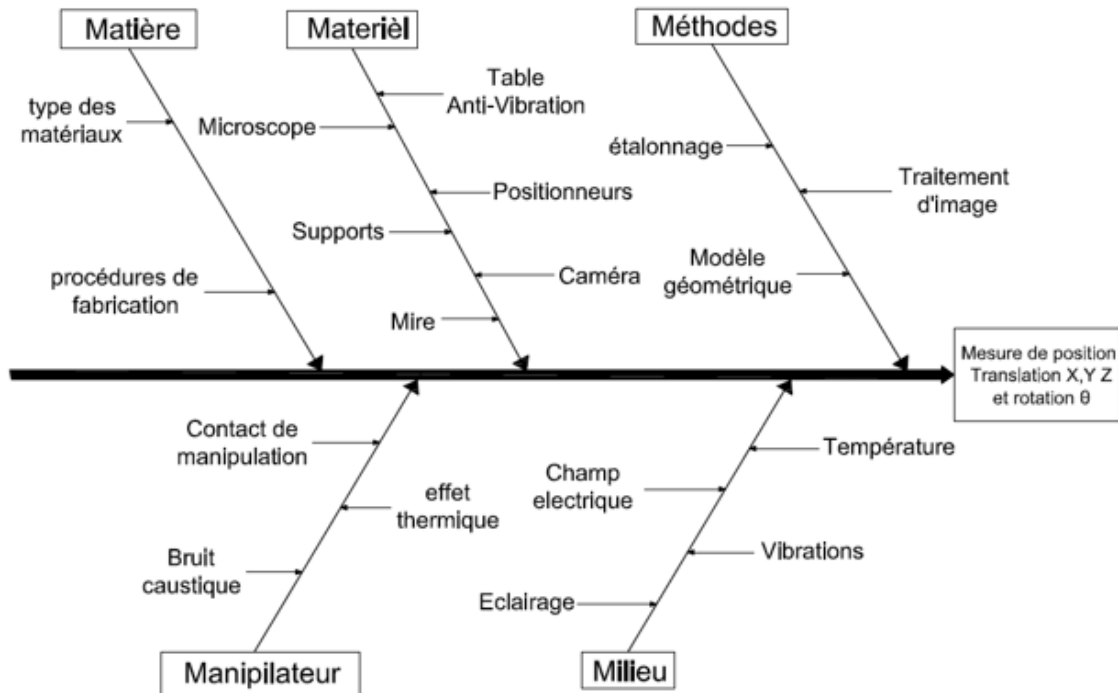 Matière
Materièl
Méthodes
type des
matériaux
procédures de
fabrication
Table
Anti-Vibration
Microscope
Positionneurs
Supports
Caméra
Mire
étalonnage
Traitement
d'image
Modèle
géométrique
Mesure de position
Translation X,Y Z
et rotation θ
Contact de
manipulation
effet
thermique
Bruit
caustique
Température
Champ
electrique
Vibrations
Eclairage
Manipilateur
Milieu